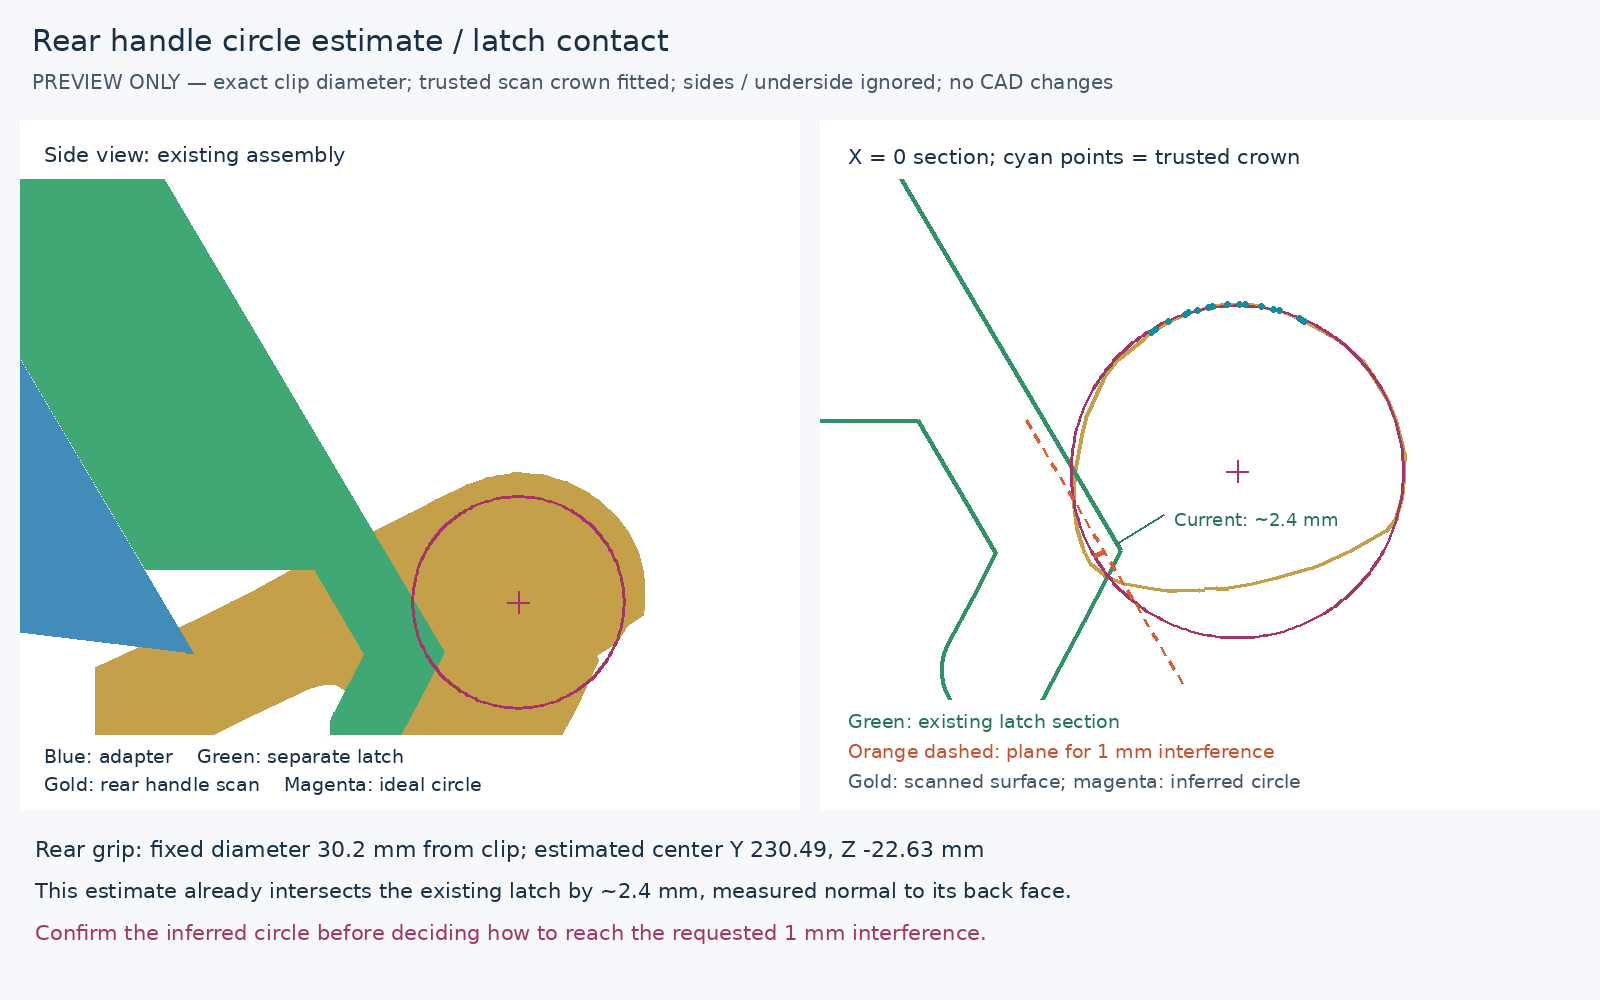 Rear handle circle estimate / latch contact
PREVIEW ONLY — exact clip diameter; trusted scan crown fitted; sides / underside ignored; no CAD changes
Side view: existing assembly
Blue: adapter    Green: separate latch
Gold: rear handle scan    Magenta: ideal circle
X = 0 section; cyan points = trusted crown
Current: ~2.4 mm
Green: existing latch section
Orange dashed: plane for 1 mm interference
Gold: scanned surface; magenta: inferred circle
Rear grip: fixed diameter 30.2 mm from clip; estimated center Y 230.49, Z -22.63 mm
This estimate already intersects the existing latch by ~2.4 mm, measured normal to its back face.
Confirm the inferred circle before deciding how to reach the requested 1 mm interference.